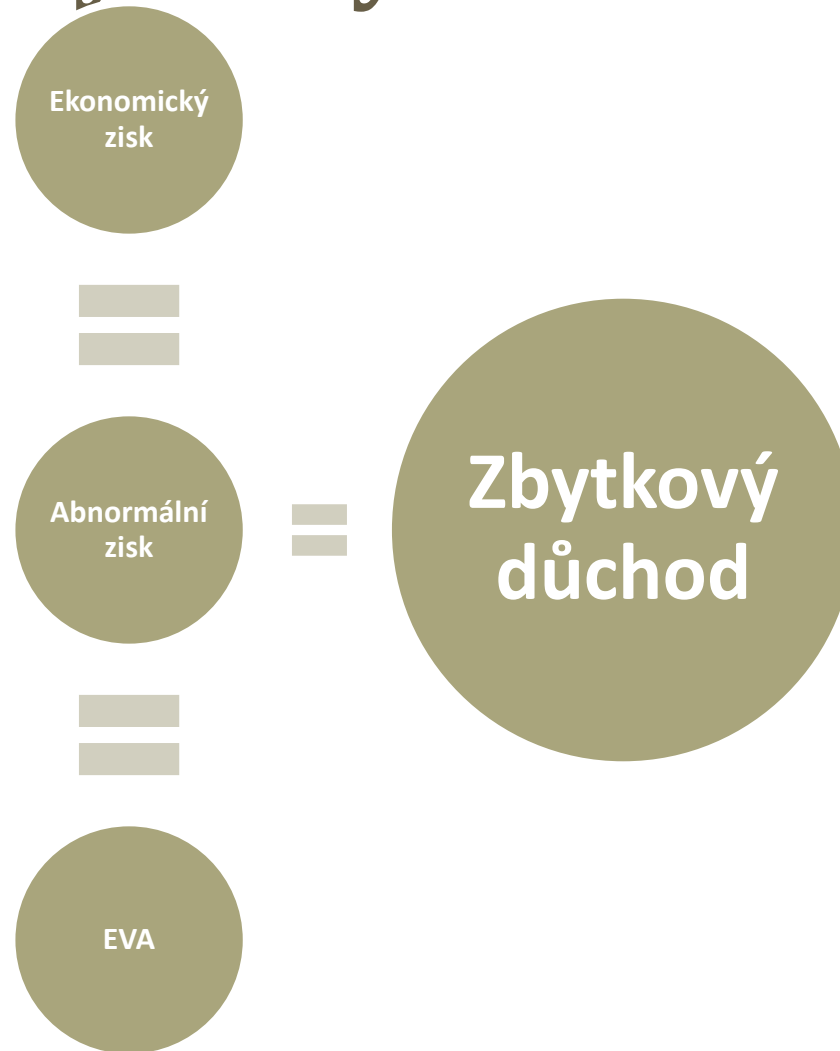 Ekonomický
zisk
Abnormální
zisk
Zbytkový
důchod
EVA